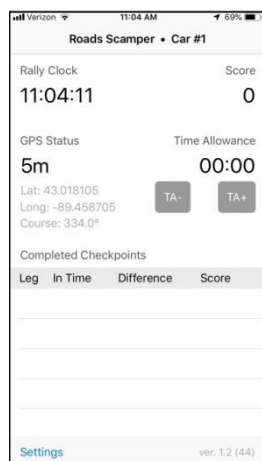 Verizon 11:04 AM 69%
Roads Scamper • Car #1
Rally Clock Score
11:04:11 0
GPS Status Time Allowance
5m 00:00
Lat: 43.018105
Long: -89.458705
Course: 334.0°
TA- TA+
Completed Checkpoints
Leg In Time Difference Score
Settings ver. 1.2 (44)